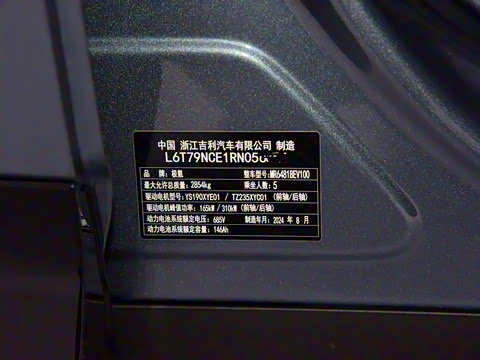 中国 浙江吉利汽车有限公司 制造
L6T79NCE1RN05
品牌: 极氪 整车型号: MR6481BEV100
最大允许总质量: 2854kg 乘坐人数: 5
驱动电机型号: YS190XYE01 / TZ235XYC01 (前轴/后轴)
驱动电机峰值功率: 165kW / 310kW (前轴/后轴)
动力电池系统额定电压: 685V 制造年月: 2024 年 8 月
动力电池系统额定容量: 146Ah